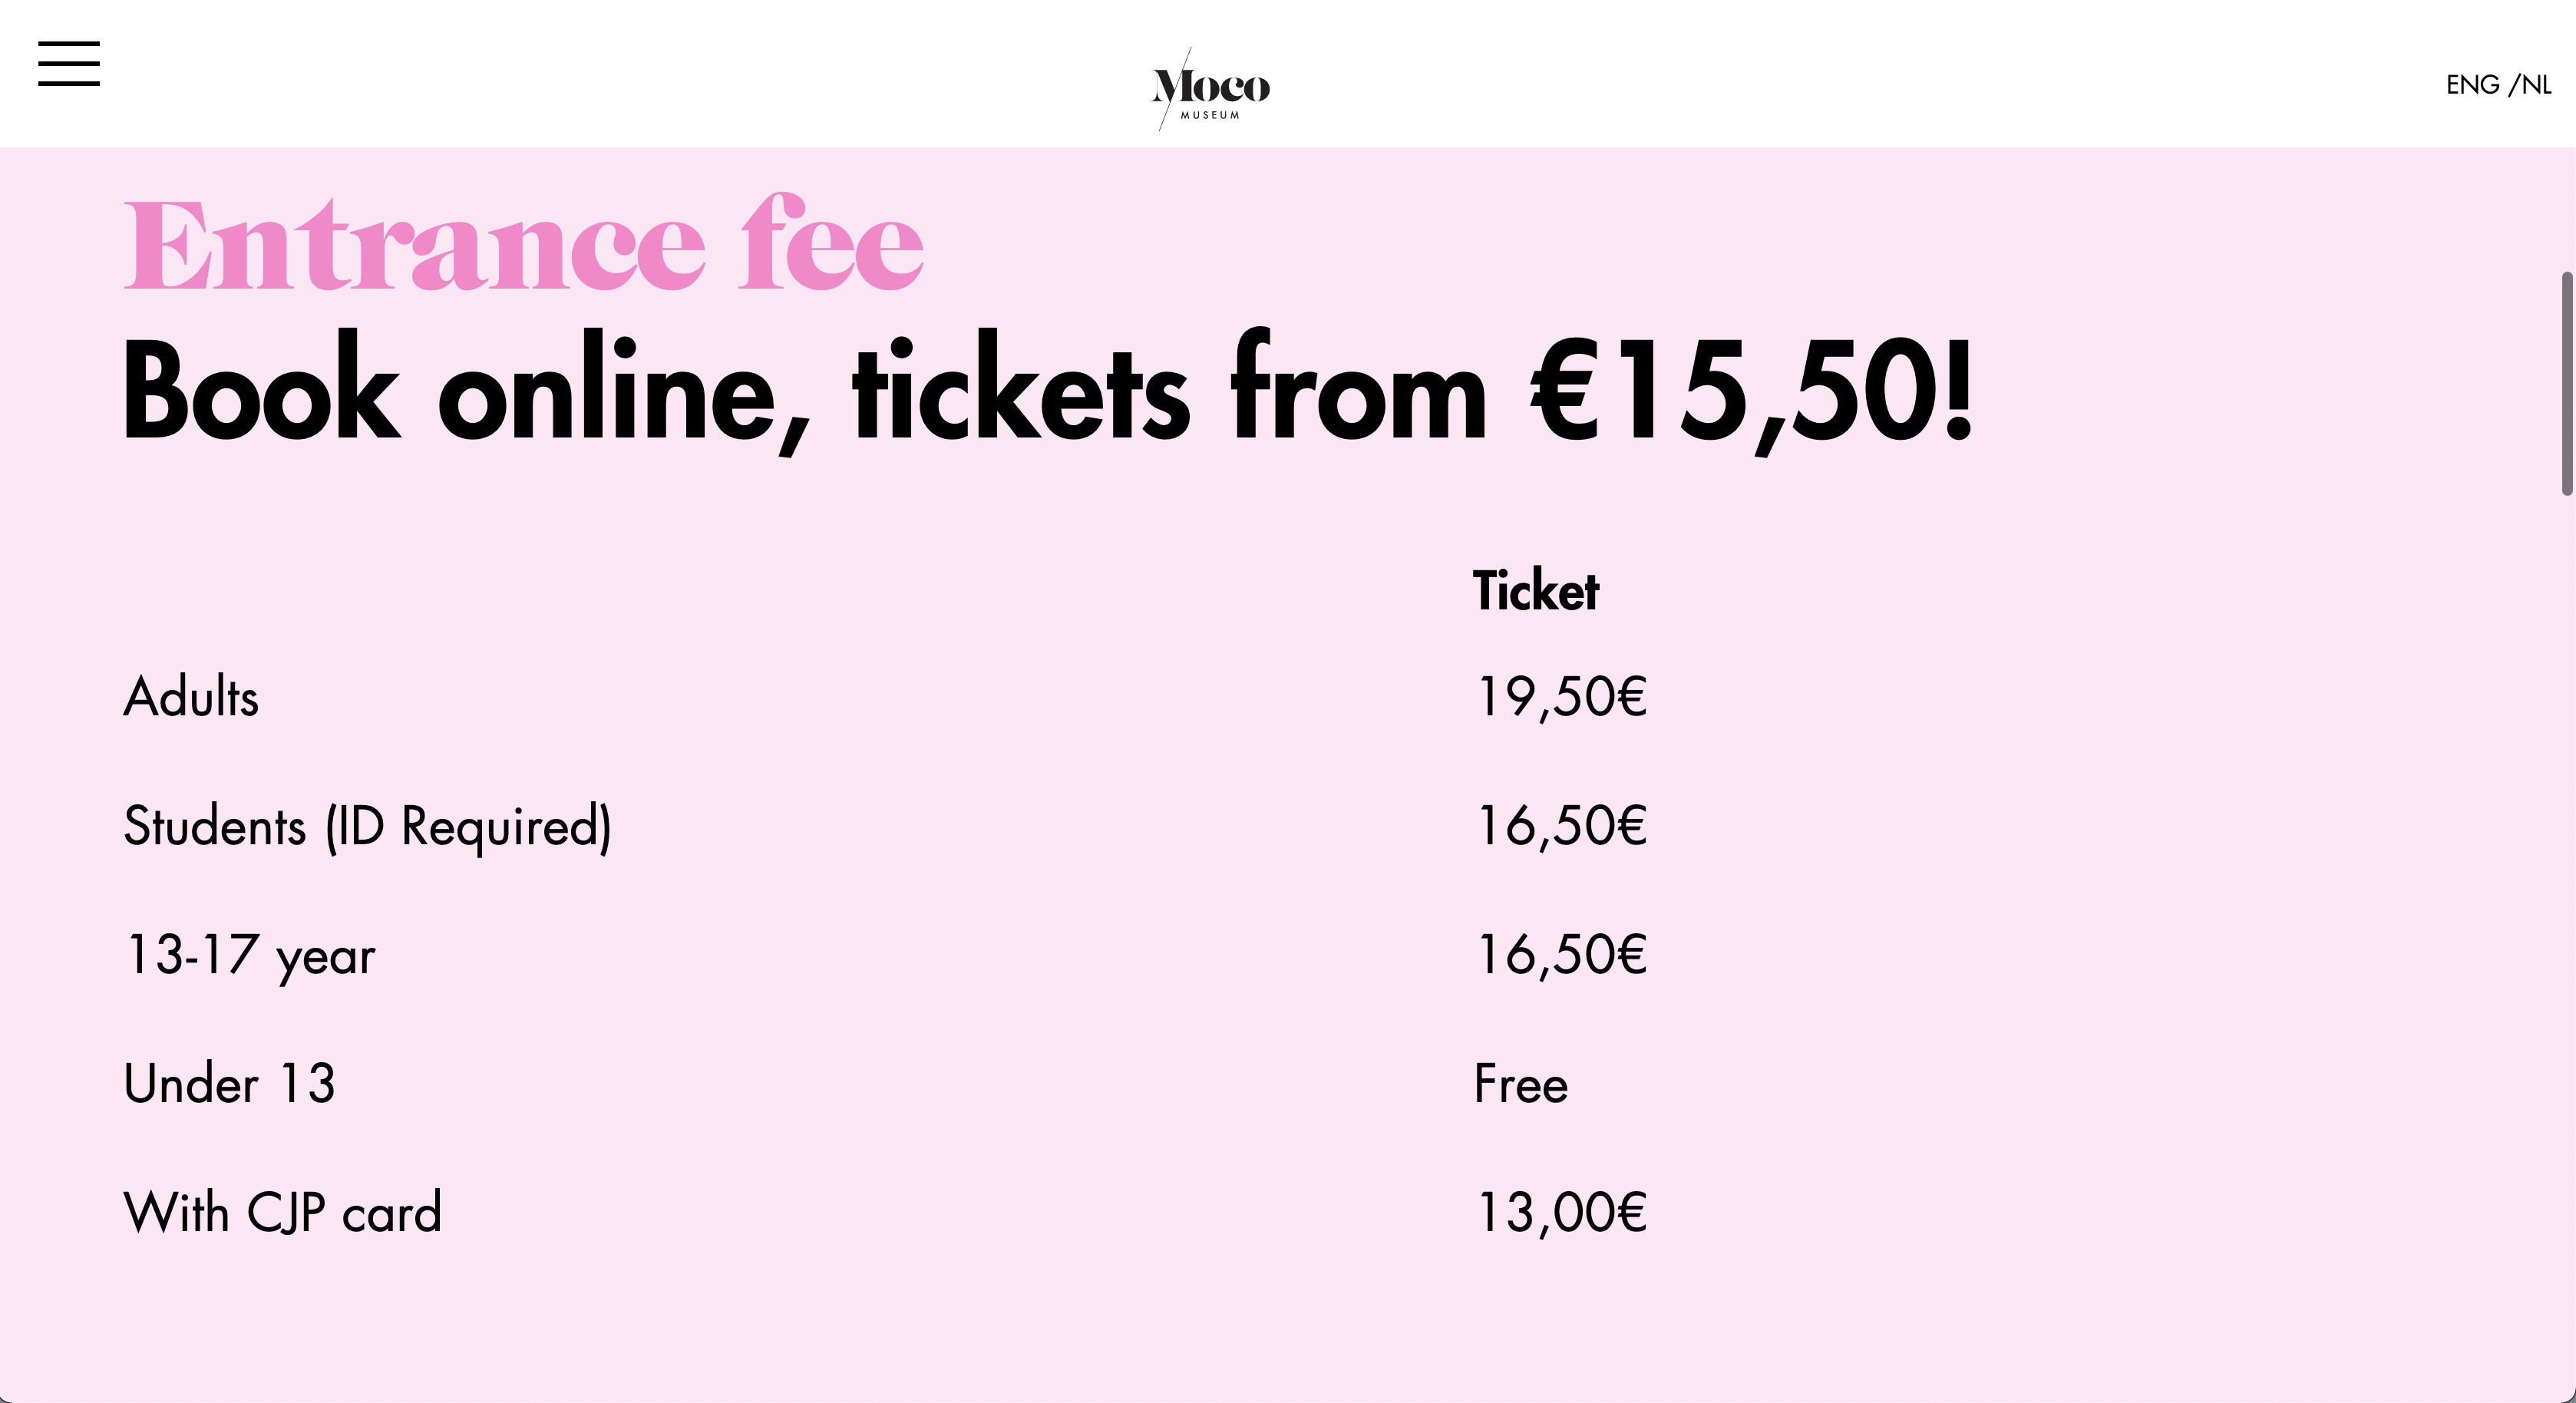 Moco
MUSEUM
ENG /NL
Entrance fee
Book online, tickets from €15,50!
Ticket
Adults 19,50€
Students (ID Required) 16,50€
13-17 year 16,50€
Under 13 Free
With CJP card 13,00€